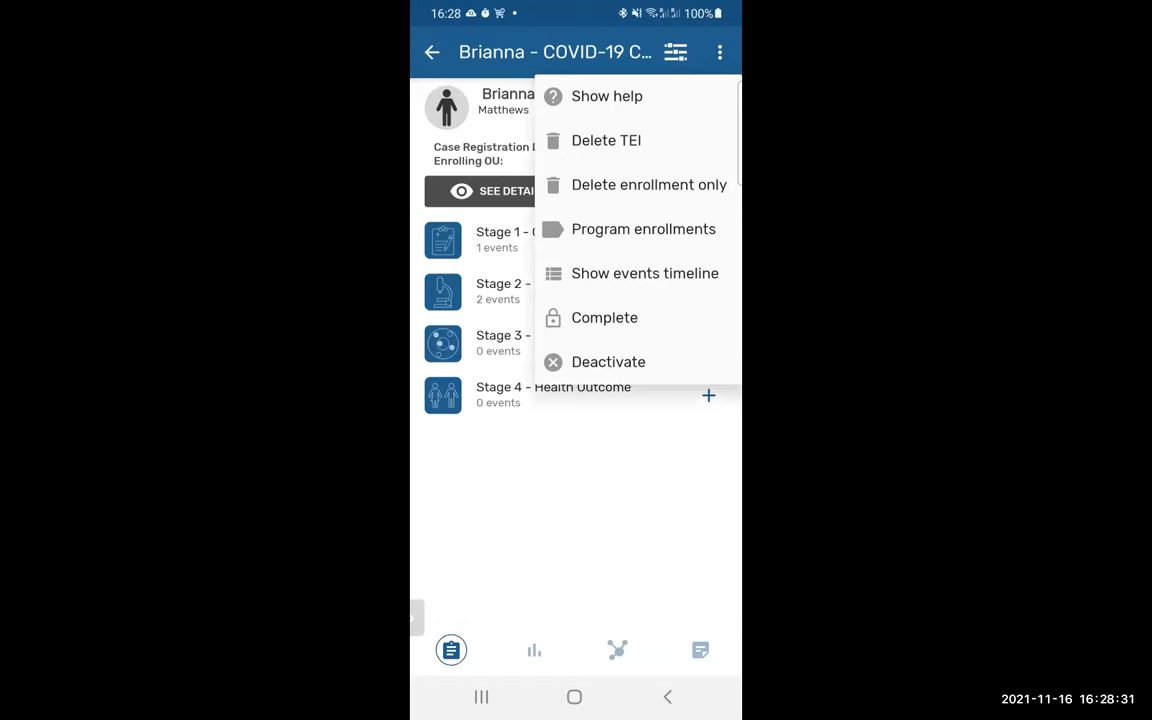 16:28
100%
Brianna - COVID-19 C...
Brianna
Matthews
Case Registration
Enrolling OU:
SEE DETAI
Stage 1 -
1 events
Stage 2 -
2 events
Stage 3 -
0 events
Stage 4 - Health Outcome
0 events
Show help
Delete TEI
Delete enrollment only
Program enrollments
Show events timeline
Complete
Deactivate
2021-11-16 16:28:31